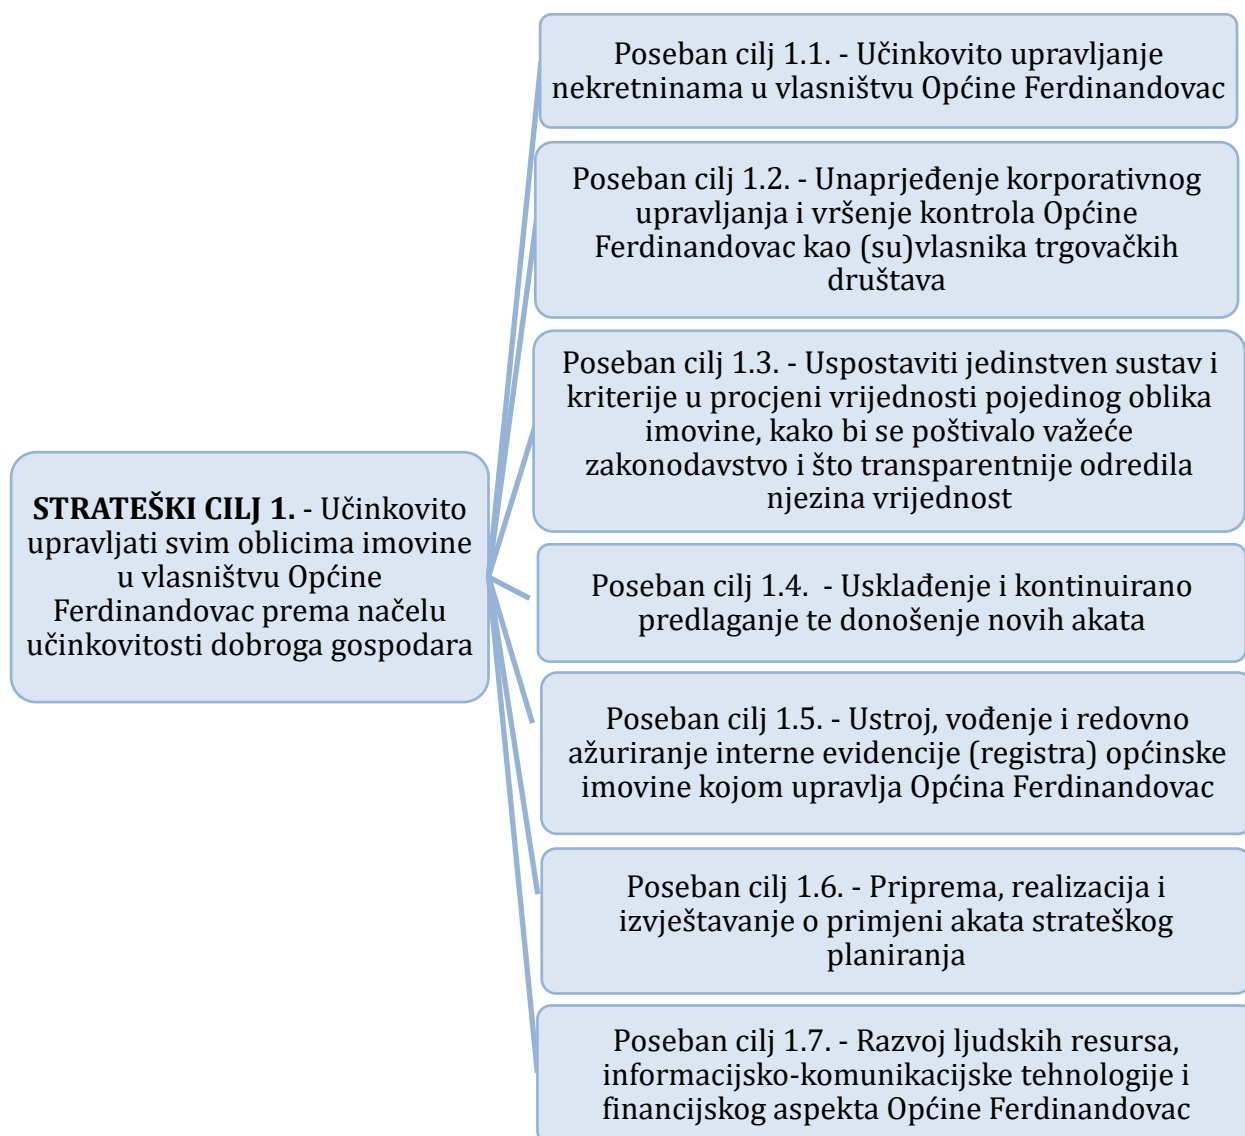 STRATEŠKI CILJ 1. - Učinkovito
upravljati svim oblicima imovine
u vlasništvu Općine
Ferdinandovac prema načelu
učinkovitosti dobroga gospodara
Poseban cilj 1.1. - Učinkovito upravljanje
nekretninama u vlasništvu Općine Ferdinandovac
Poseban cilj 1.2. - Unaprjeđenje korporativnog
upravljanja i vršenje kontrola Općine
Ferdinandovac kao (su)vlasnika trgovačkih
društava
Poseban cilj 1.3. - Uspostaviti jedinstven sustav i
kriterije u procjeni vrijednosti pojedinog oblika
imovine, kako bi se poštivalo važeće
zakonodavstvo i što transparentnije odredila
njezina vrijednost
Poseban cilj 1.4.  - Usklađenje i kontinuirano
predlaganje te donošenje novih akata
Poseban cilj 1.5. - Ustroj, vođenje i redovno
ažuriranje interne evidencije (registra) općinske
imovine kojom upravlja Općina Ferdinandovac
Poseban cilj 1.6. - Priprema, realizacija i
izvještavanje o primjeni akata strateškog
planiranja
Poseban cilj 1.7. - Razvoj ljudskih resursa,
informacijsko-komunikacijske tehnologije i
financijskog aspekta Općine Ferdinandovac